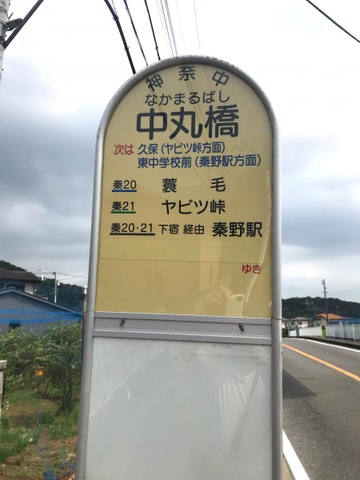 神奈中
なかまるばし
中丸橋
次は 久保(ヤビツ峠方面)
東中学校前(秦野駅方面)
秦20 蓑毛
秦21 ヤビツ峠
秦20・21 下宿 経由 秦野駅
ゆき